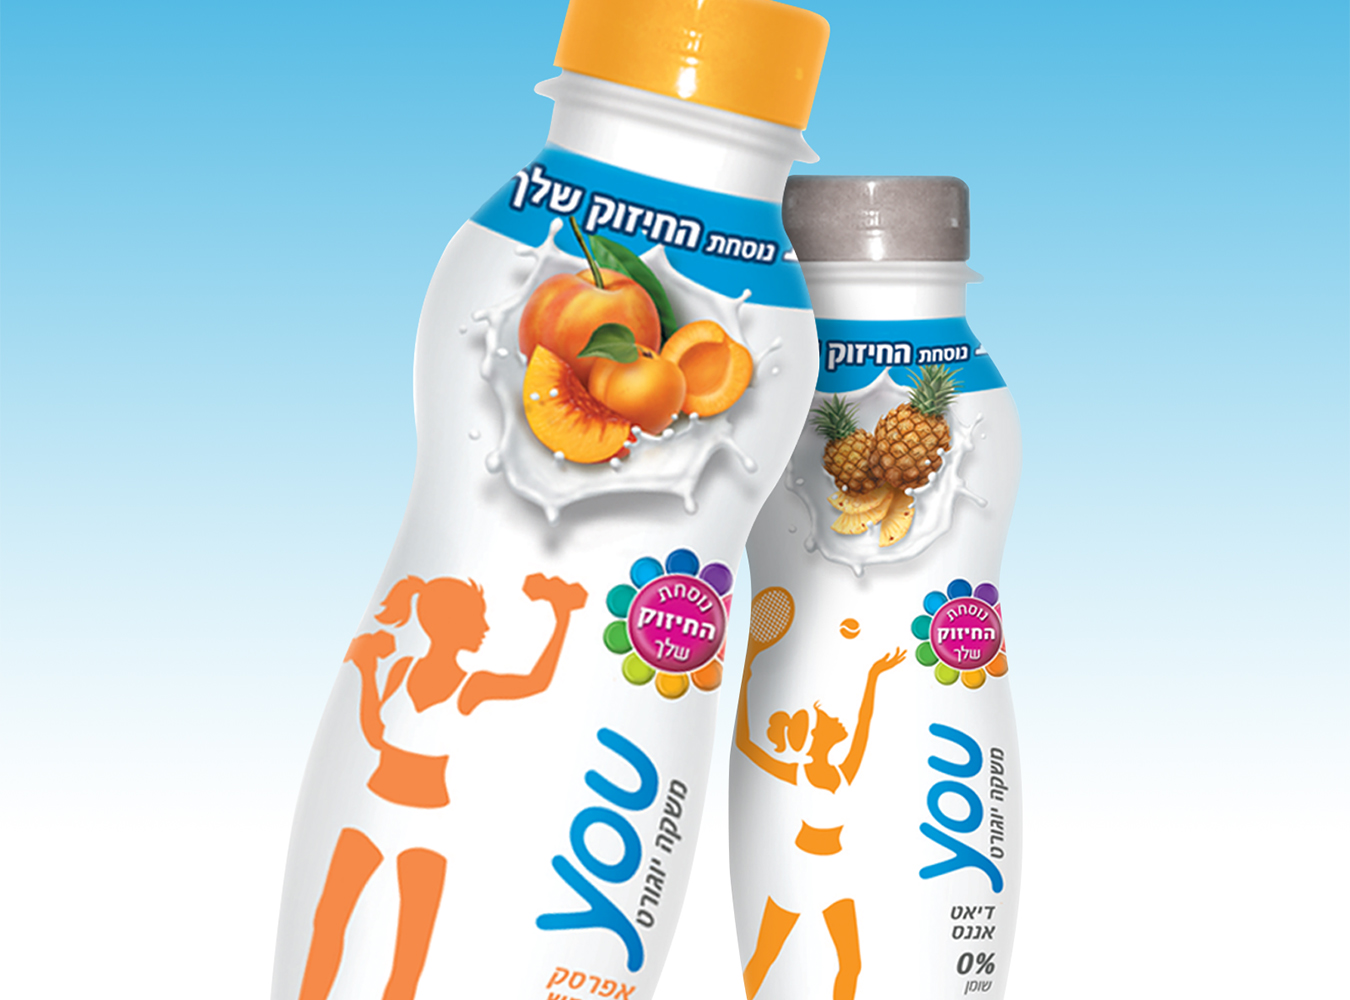 נוסחת החיזוק שלך
נוסחת
החיזוק
שלך
you
משקה יוגורט
אפרסק
נוסחת החיזוק
נוסחת
החיזוק
שלך
you
משקה יוגורט
דיאט
אננס
0%
שומן